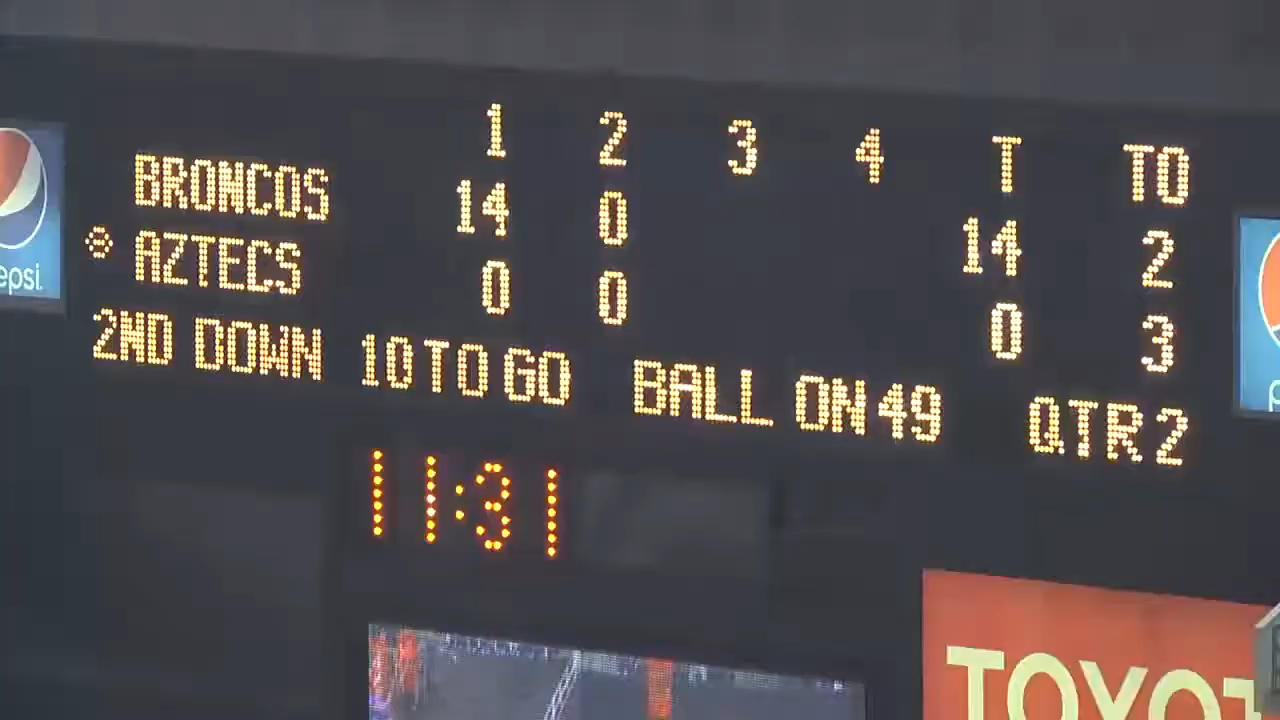 1 2 3 4 T TO
BRONCOS 14 0 14 2
AZTECS 0 0 0 3
2ND DOWN 10 TO GO BALL ON 49 QTR 2
11:31
epsi.
TOYOT